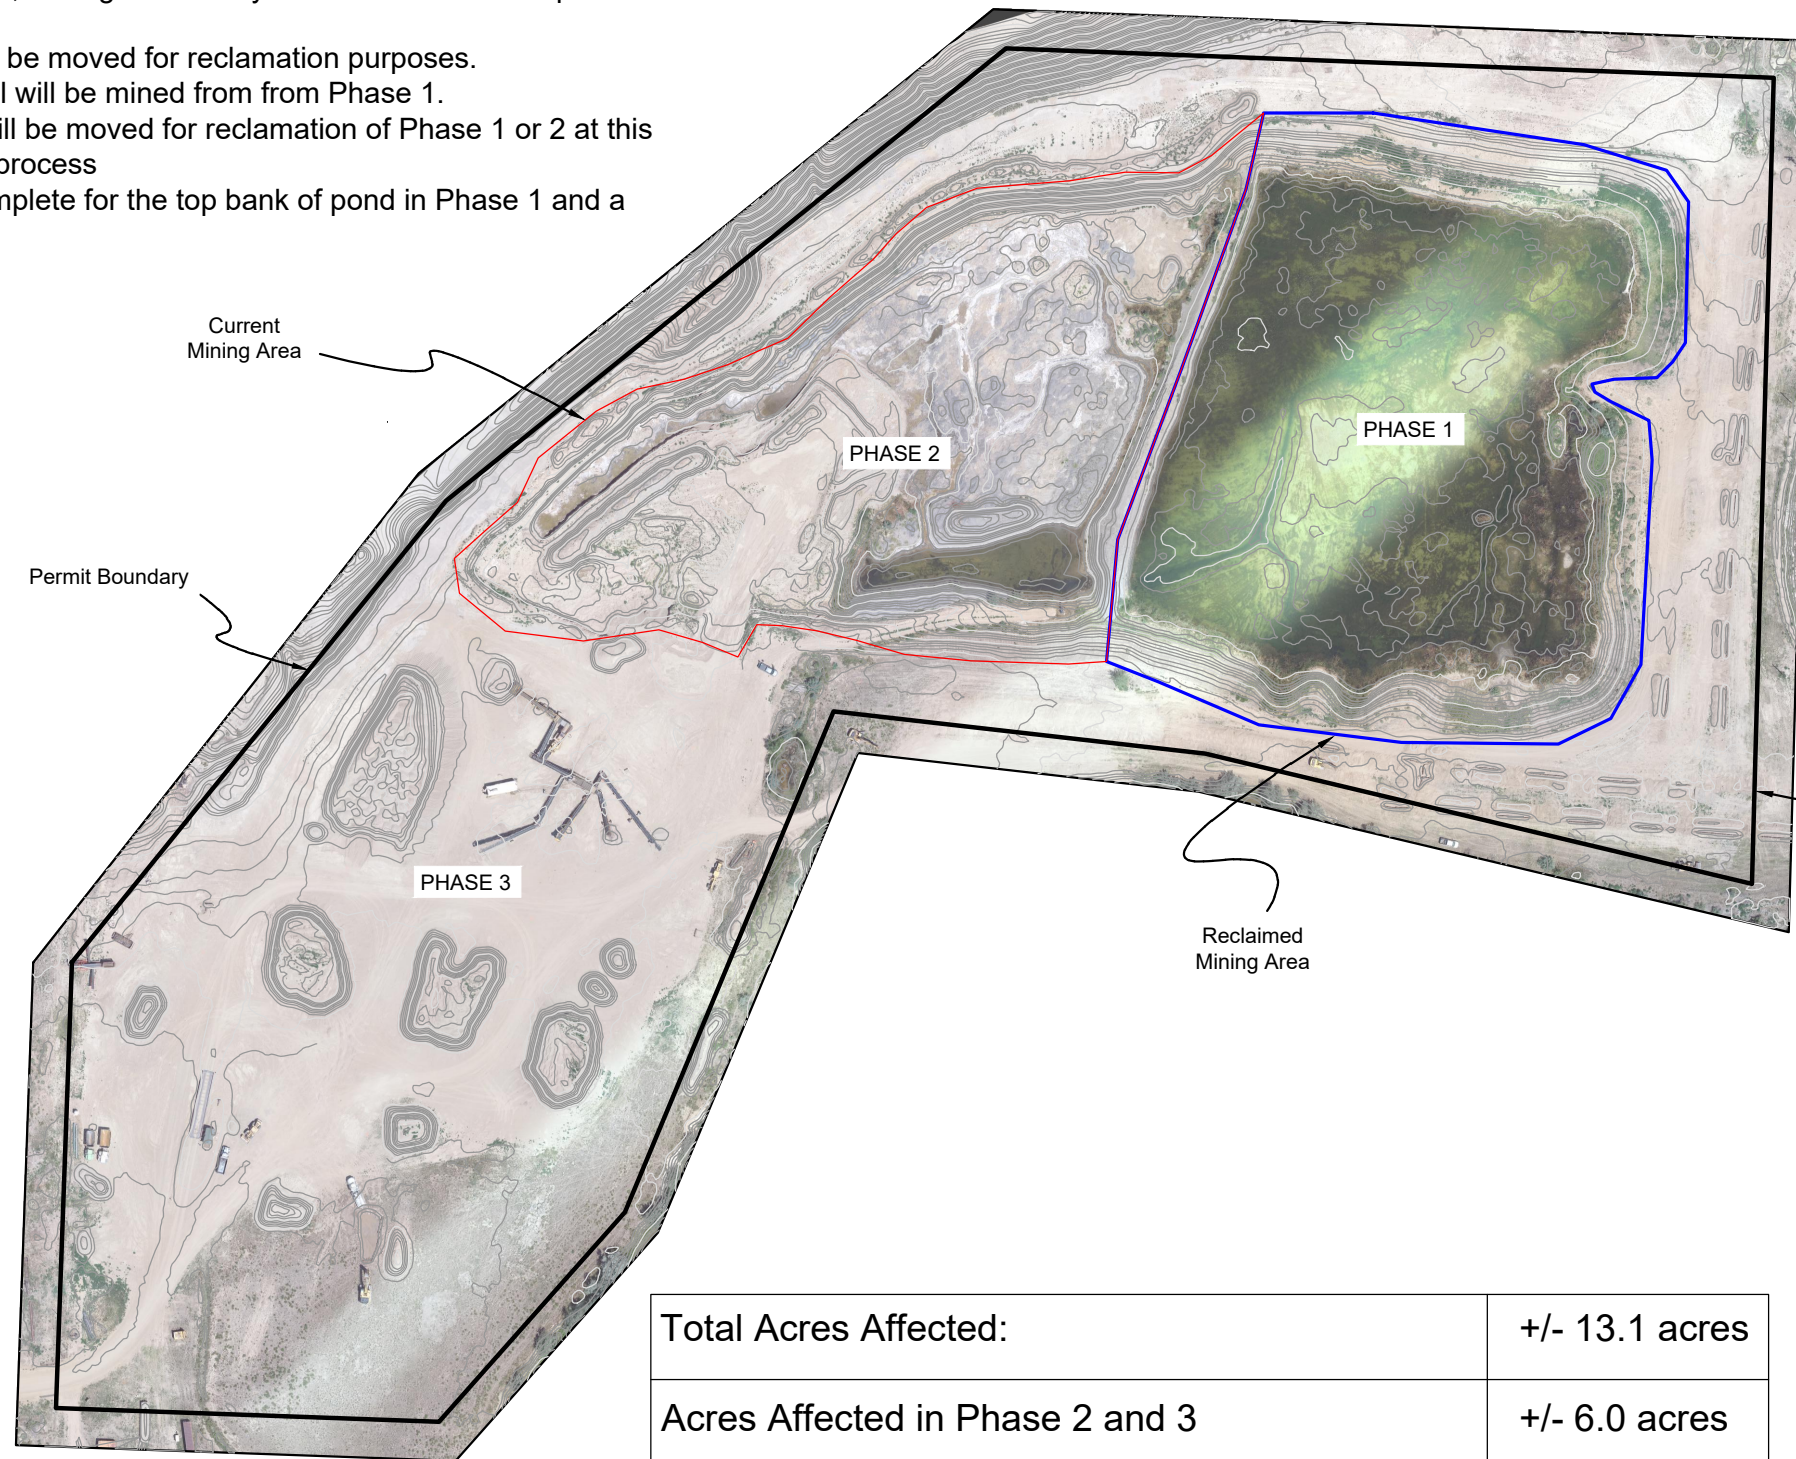 be moved for reclamation purposes.
will be mined from from Phase 1.
be moved for reclamation of Phase 1 or 2 at this
process
for the top bank of pond in Phase 1 and a
Current
Mining Area
Permit Boundary
PHASE 2
PHASE 1
PHASE 3
Reclaimed
Mining Area
Total Acres Affected: +/- 13.1 acres
Acres Affected in Phase 2 and 3 +/- 6.0 acres